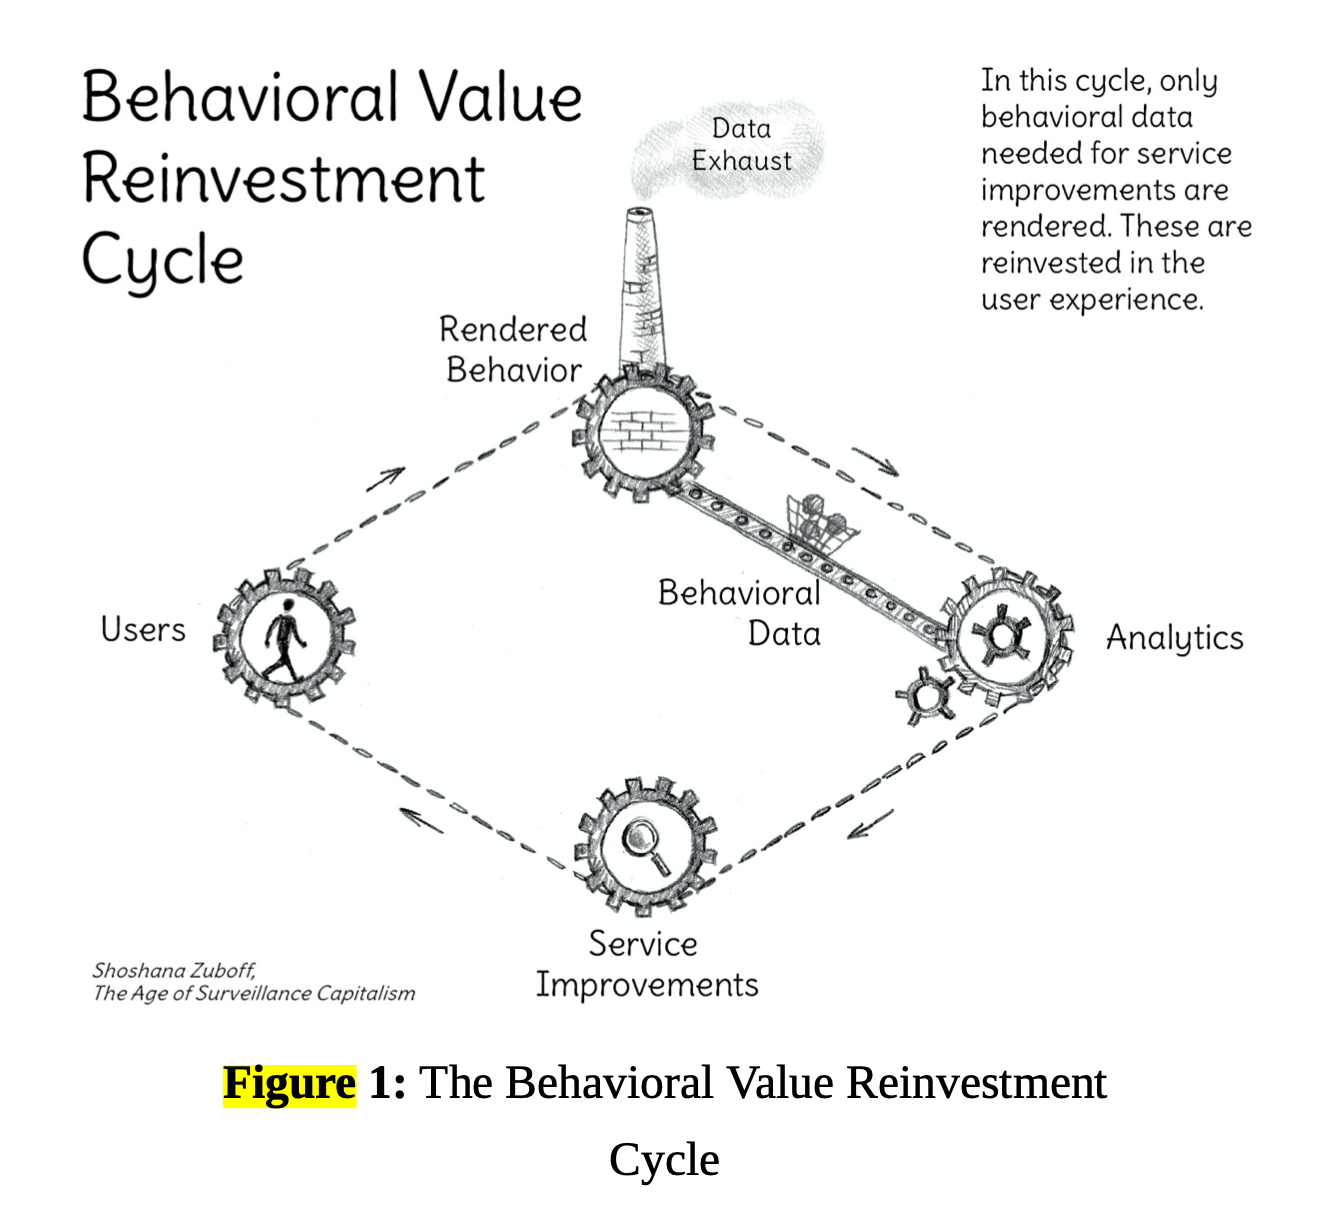 Behavioral Value
Reinvestment
Cycle
Data
Exhaust
In this cycle, only
behavioral data
needed for service
improvements are
rendered. These are
reinvested in the
user experience.
Rendered
Behavior
Users
Behavioral
Data
Analytics
Service
Improvements
Shoshana Zuboff,
The Age of Surveillance Capitalism
Figure 1: The Behavioral Value Reinvestment
Cycle